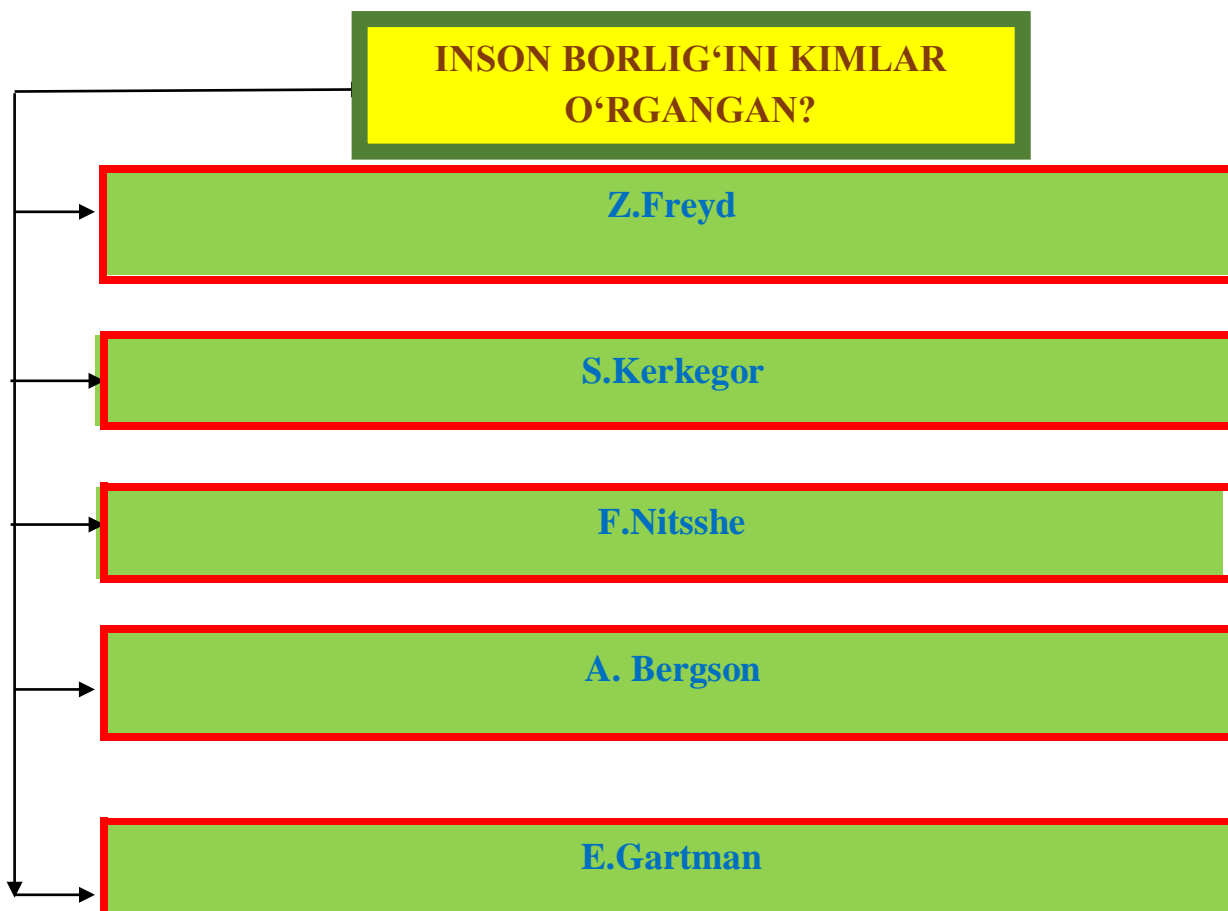 INSON BORLIG‘INI KIMLAR
O‘RGANGAN?
Z.Freyd
S.Kerkegor
F.Nitsshe
A. Bergson
E.Gartman